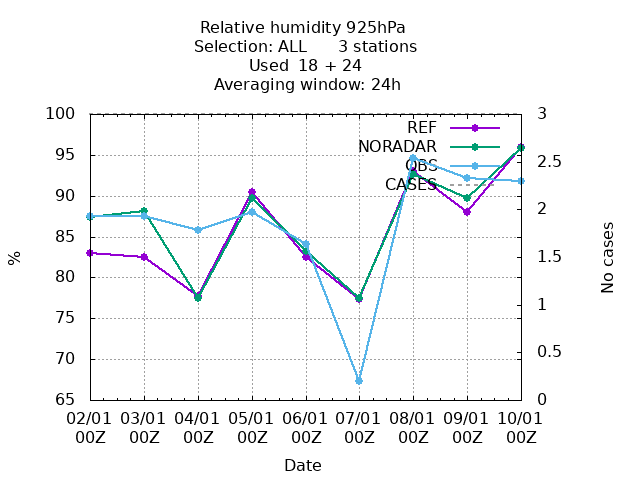 Relative humidity 925hPa
Selection: ALL      3 stations
Used  18 + 24
Averaging window: 24h
100
95
90
85
80
75
70
65
%
3
2.5
2
1.5
1
0.5
0
No cases
REF
NORADAR
OBS
CASES
02/01 03/01 04/01 05/01 06/01 07/01 08/01 09/01 10/01
00Z 00Z 00Z 00Z 00Z 00Z 00Z 00Z 00Z
Date